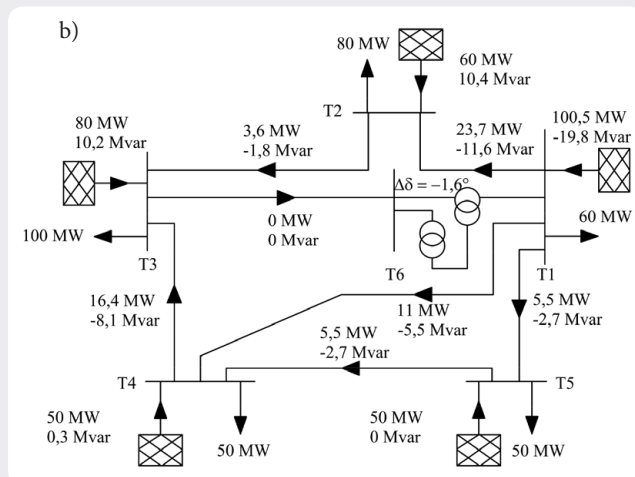 b)
80 MW
60 MW
10,4 Mvar
T2
80 MW
10,2 Mvar
3,6 MW
-1,8 Mvar
23,7 MW
-11,6 Mvar
100,5 MW
-19,8 Mvar
Δδ = −1,6°
0 MW
0 Mvar
60 MW
100 MW
T3
T6
T1
16,4 MW
-8,1 Mvar
11 MW
-5,5 Mvar
5,5 MW
-2,7 Mvar
5,5 MW
-2,7 Mvar
T4
T5
50 MW
0,3 Mvar
50 MW
50 MW
0 Mvar
50 MW